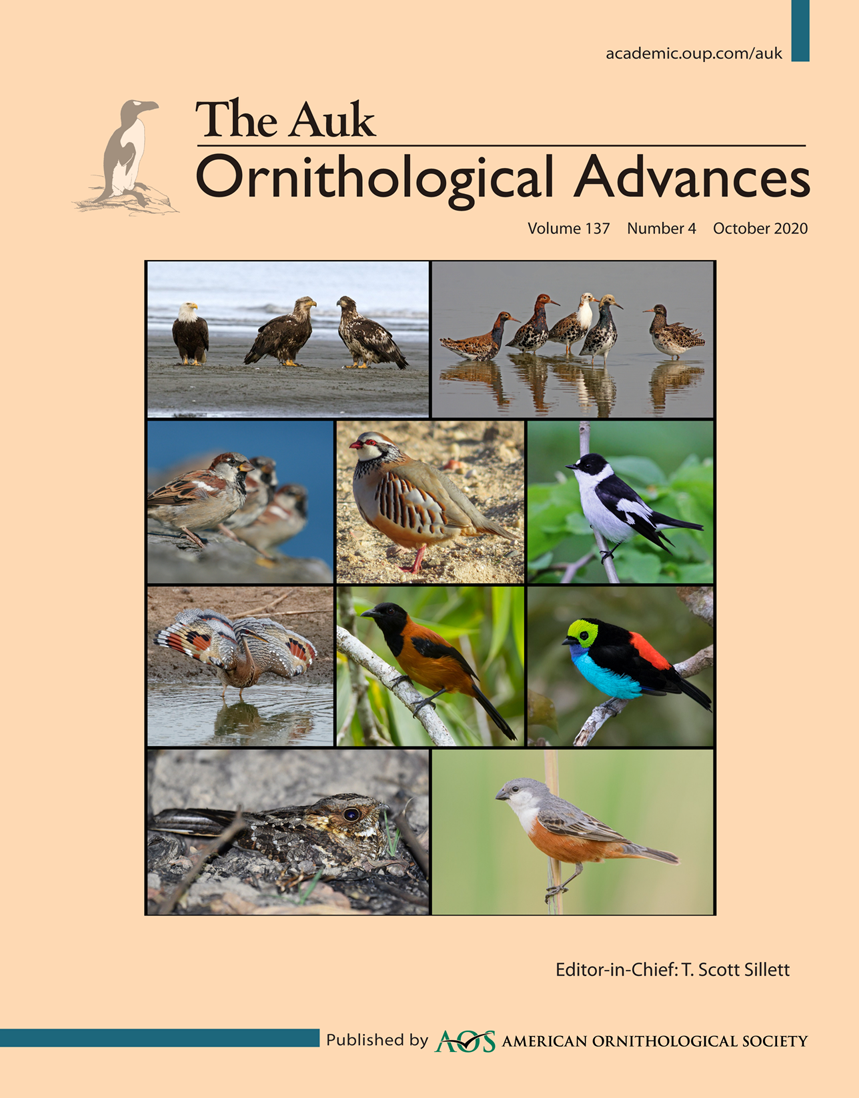 academic.oup.com/auk
The Auk
Ornithological Advances
Volume 137 Number 4 October 2020
Editor-in-Chief: T. Scott Sillett
Published by AOS AMERICAN ORNITHOLOGICAL SOCIETY